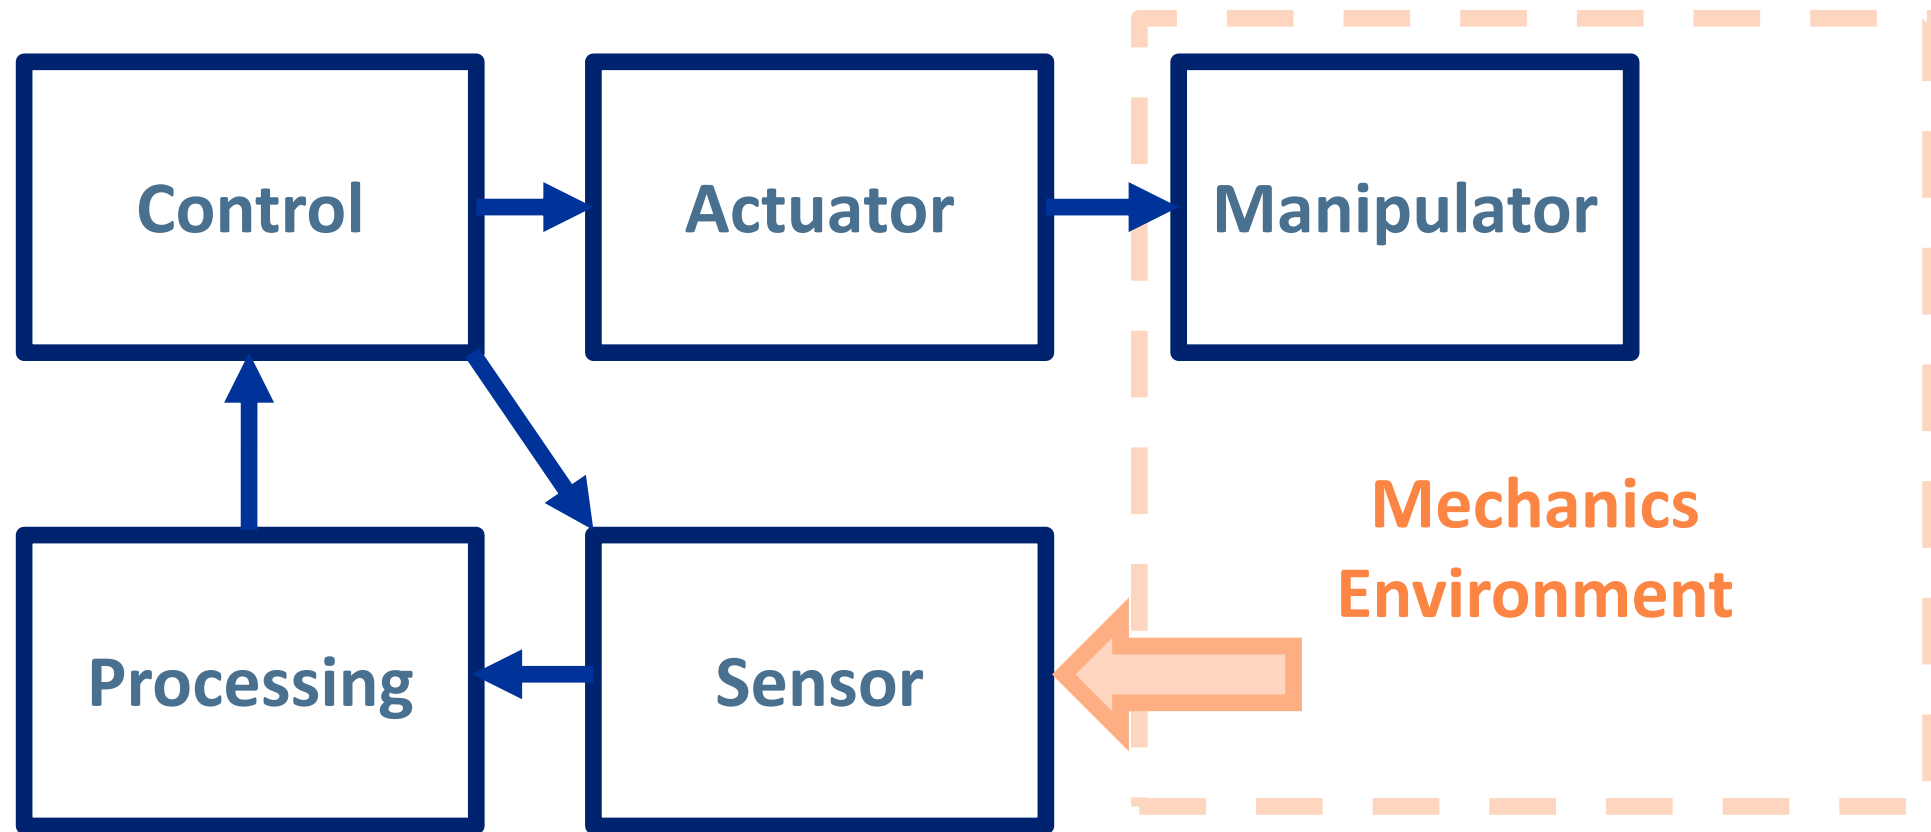 Control
Actuator
Manipulator
Mechanics
Environment
Processing
Sensor